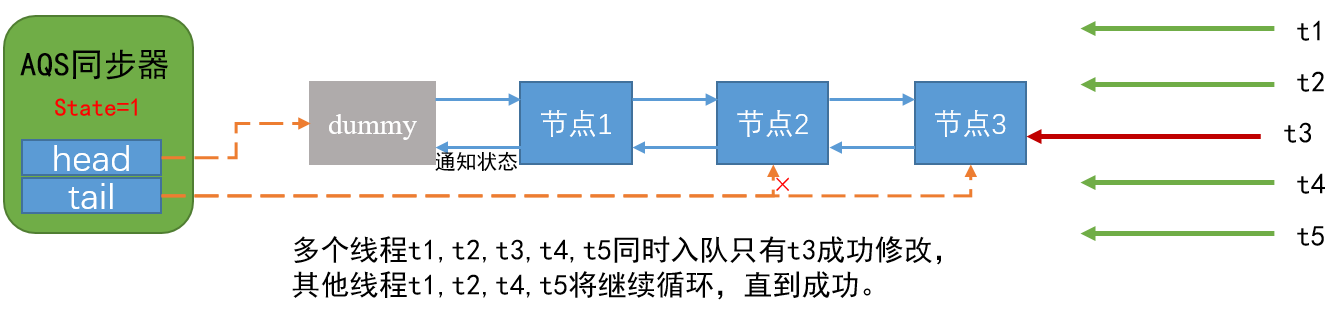 AQS同步器
State=1
head
tail
dummy
节点1
节点2
节点3
通知状态
×
t1
t2
t3
t4
t5
多个线程t1,t2,t3,t4,t5同时入队只有t3成功修改,
其他线程t1,t2,t4,t5将继续循环，直到成功。